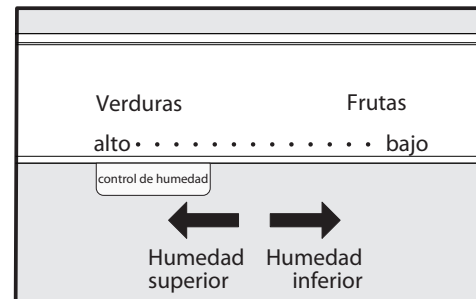 Verduras Frutas
alto • • • • • • • • • • • • • bajo
control de humedad
Humedad Humedad
superior inferior